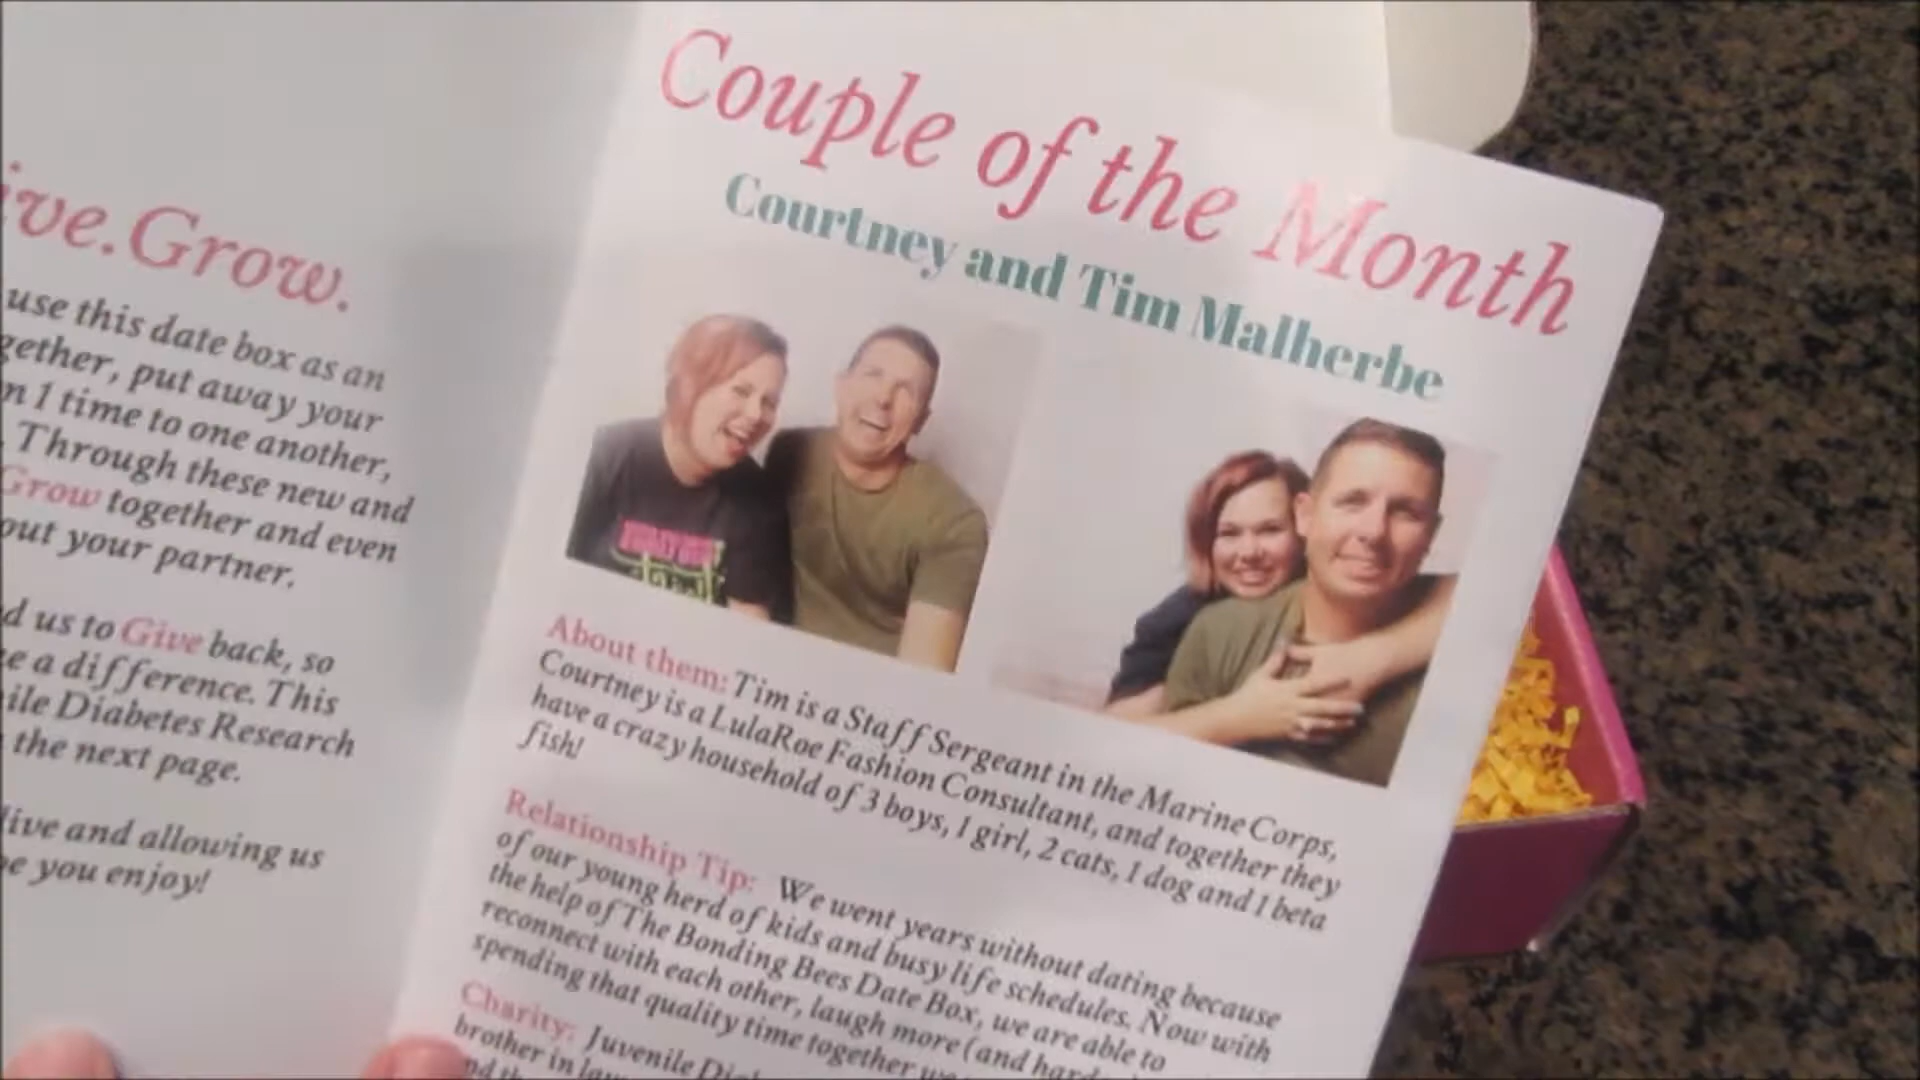 ive.Grow.
use this date box as an
gether, put away your
n 1 time to one another,
. Through these new and
Grow together and even
out your partner.
d us to Give back, so
e a difference. This
ile Diabetes Research
the next page.
live and allowing us
pe you enjoy!
Couple of the Month
Courtney and Tim Malherbe
About them: Tim is a Staff Sergeant in the Marine Corps,
Courtney is a LulaRoe Fashion Consultant, and together they
have a crazy household of 3 boys, 1 girl, 2 cats, 1 dog and 1 beta
fish!
Relationship Tip: We went years without dating because
of our young herd of kids and busy life schedules. Now with
the help of The Bonding Bees Date Box, we are able to
reconnect with each other, laugh more (and hard
spending that quality time together we
Charity: Juvenile Dia
brother in law